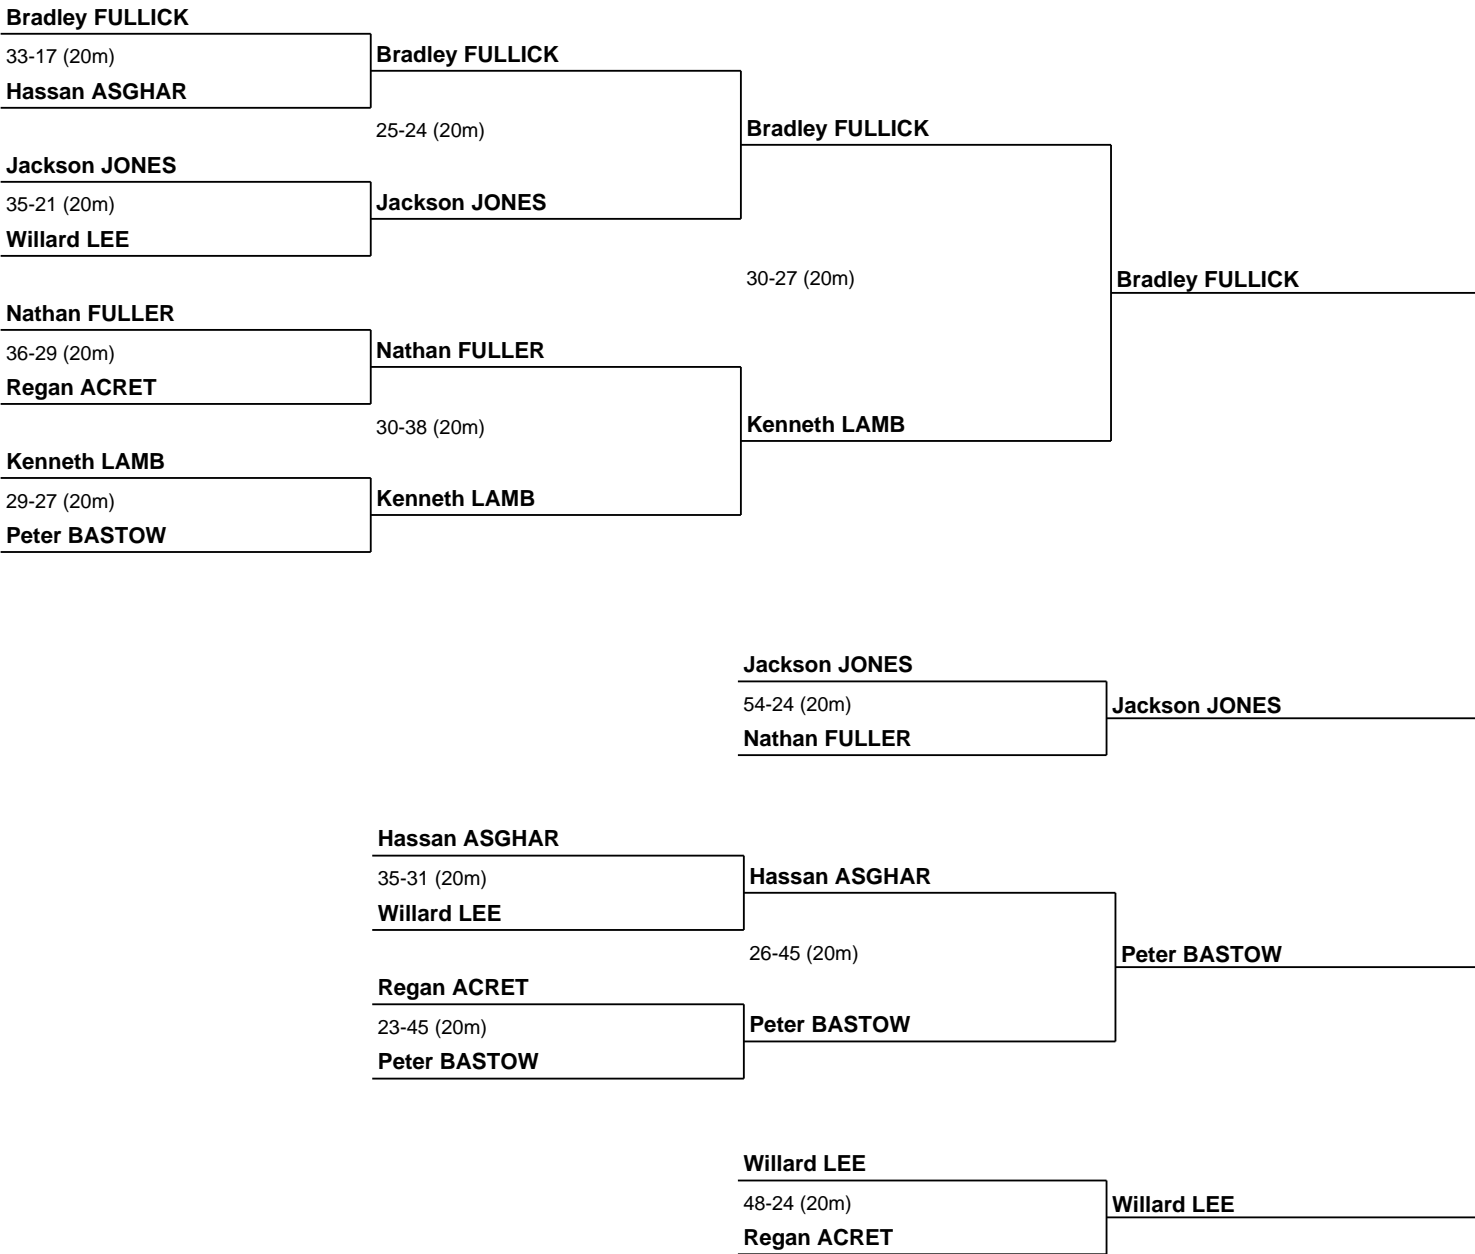 Bradley FULLICK
33-17 (20m)
Bradley FULLICK
Hassan ASGHAR
25-24 (20m)
Bradley FULLICK
Jackson JONES
35-21 (20m)
Jackson JONES
Willard LEE
30-27 (20m)
Bradley FULLICK
Nathan FULLER
36-29 (20m)
Nathan FULLER
Regan ACRET
30-38 (20m)
Kenneth LAMB
Kenneth LAMB
29-27 (20m)
Kenneth LAMB
Peter BASTOW
Jackson JONES
54-24 (20m)
Jackson JONES
Nathan FULLER
Hassan ASGHAR
35-31 (20m)
Hassan ASGHAR
Willard LEE
26-45 (20m)
Peter BASTOW
Regan ACRET
23-45 (20m)
Peter BASTOW
Peter BASTOW
Willard LEE
48-24 (20m)
Willard LEE
Regan ACRET